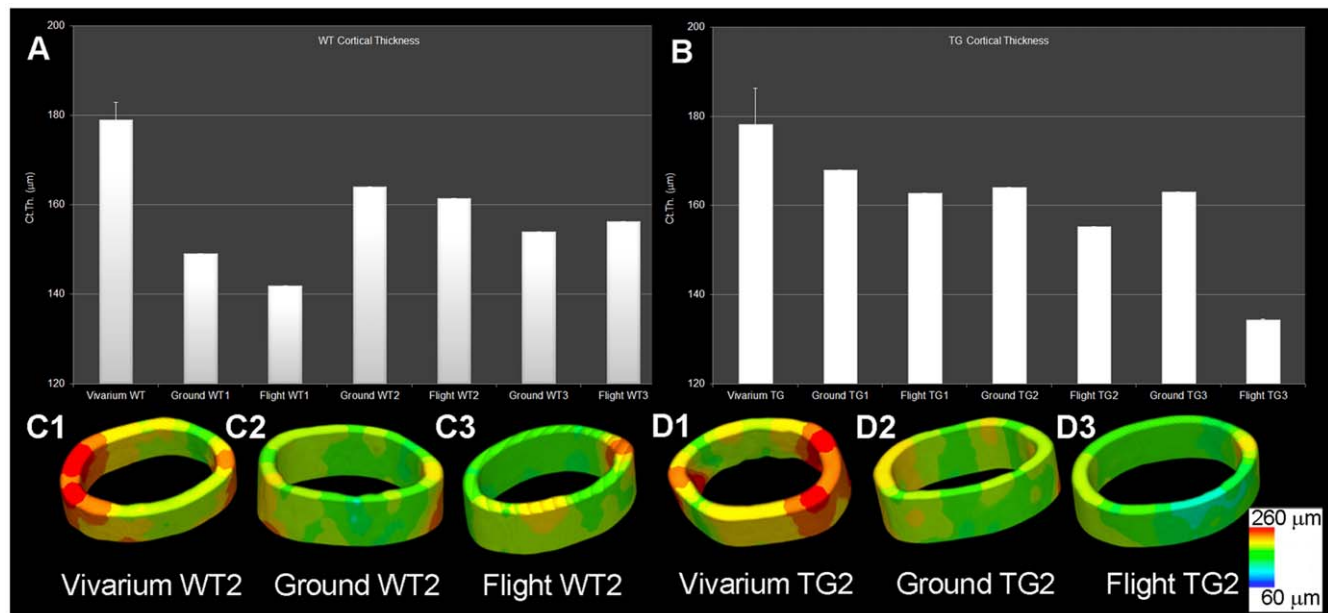 A
WT Cortical Thickness
200
180
160
140
120
Ct.Th. (μm)
Vivarium WT
Ground WT1
Flight WT1
Ground WT2
Flight WT2
Ground WT3
Flight WT3
B
TG Cortical Thickness
200
180
160
140
120
Ct.Th. (μm)
Vivarium TG
Ground TG1
Flight TG1
Ground TG2
Flight TG2
Ground TG3
Flight TG3
C1
C2
C3
D1
D2
D3
Vivarium WT2
Ground WT2
Flight WT2
Vivarium TG2
Ground TG2
Flight TG2
260 μm
60 μm